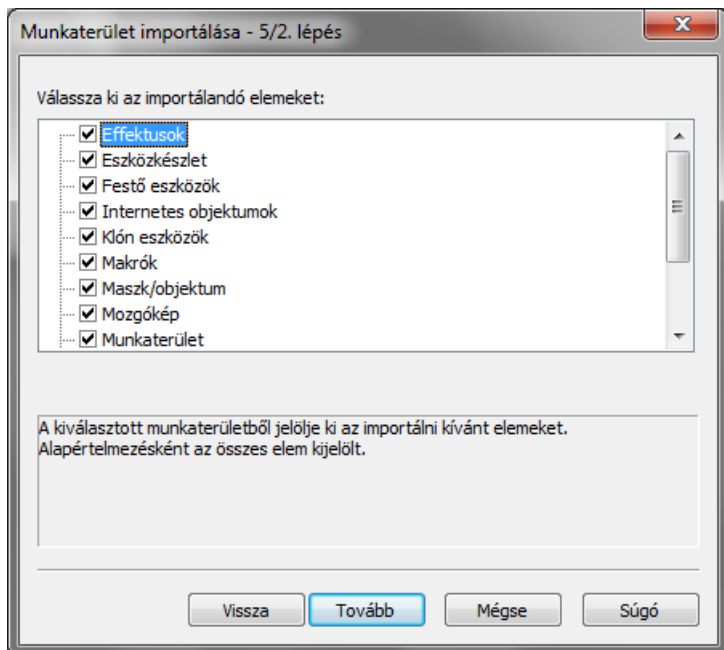 Munkaterület importálása - 5/2. lépés
Válassza ki az importálandó elemeket:
Effektusok
Eszközkészlet
Festő eszközök
Internetes objektumok
Klón eszközök
Makrók
Maszk/objektum
Mozgókép
Munkaterület
A kiválasztott munkaterületből jelölje ki az importálni kívánt elemeket.
Alapértelmezésként az összes elem kijelölt.
Vissza Tovább Mégse Súgó